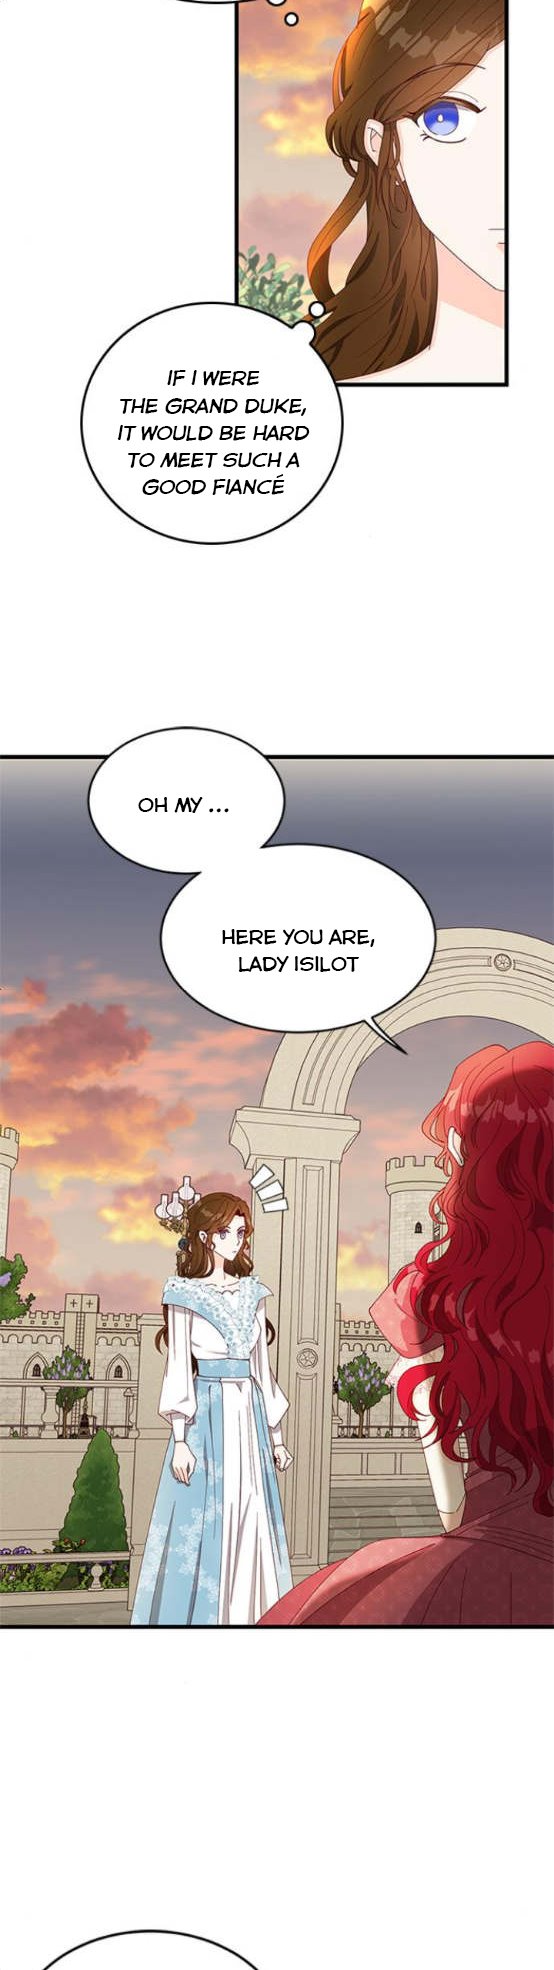 IF I WERE
THE GRAND DUKE,
IT WOULD BE HARD
TO MEET SUCH A
GOOD FIANCÉ
OH MY ...
HERE YOU ARE,
LADY ISILOT